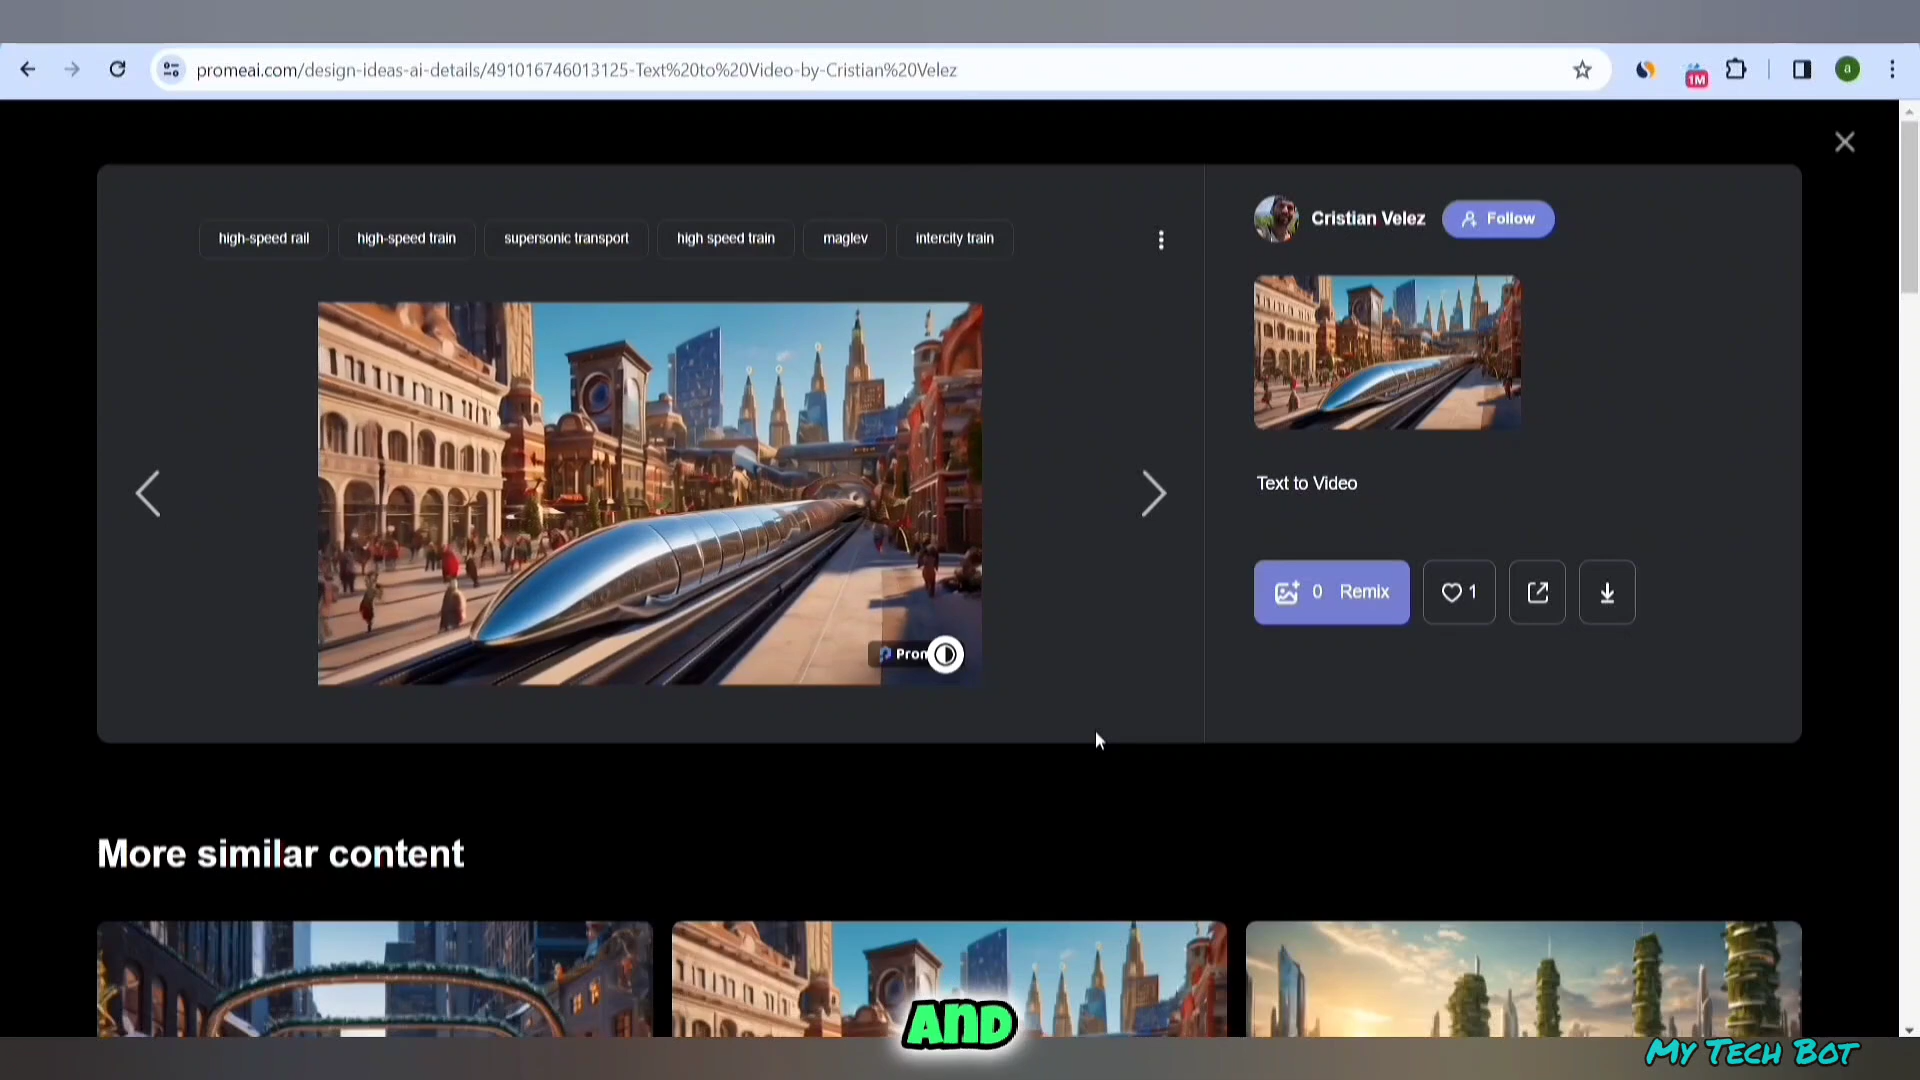 promeai.com/design-ideas-ai-details/491016746013125-Text%20to%20Video-by-Cristian%20Velez
1M
a
high-speed rail
high-speed train
supersonic transport
high speed train
maglev
intercity train
Cristian Velez
Follow
Text to Video
0 Remix
1
Prom
More similar content
AND
My Tech Bot